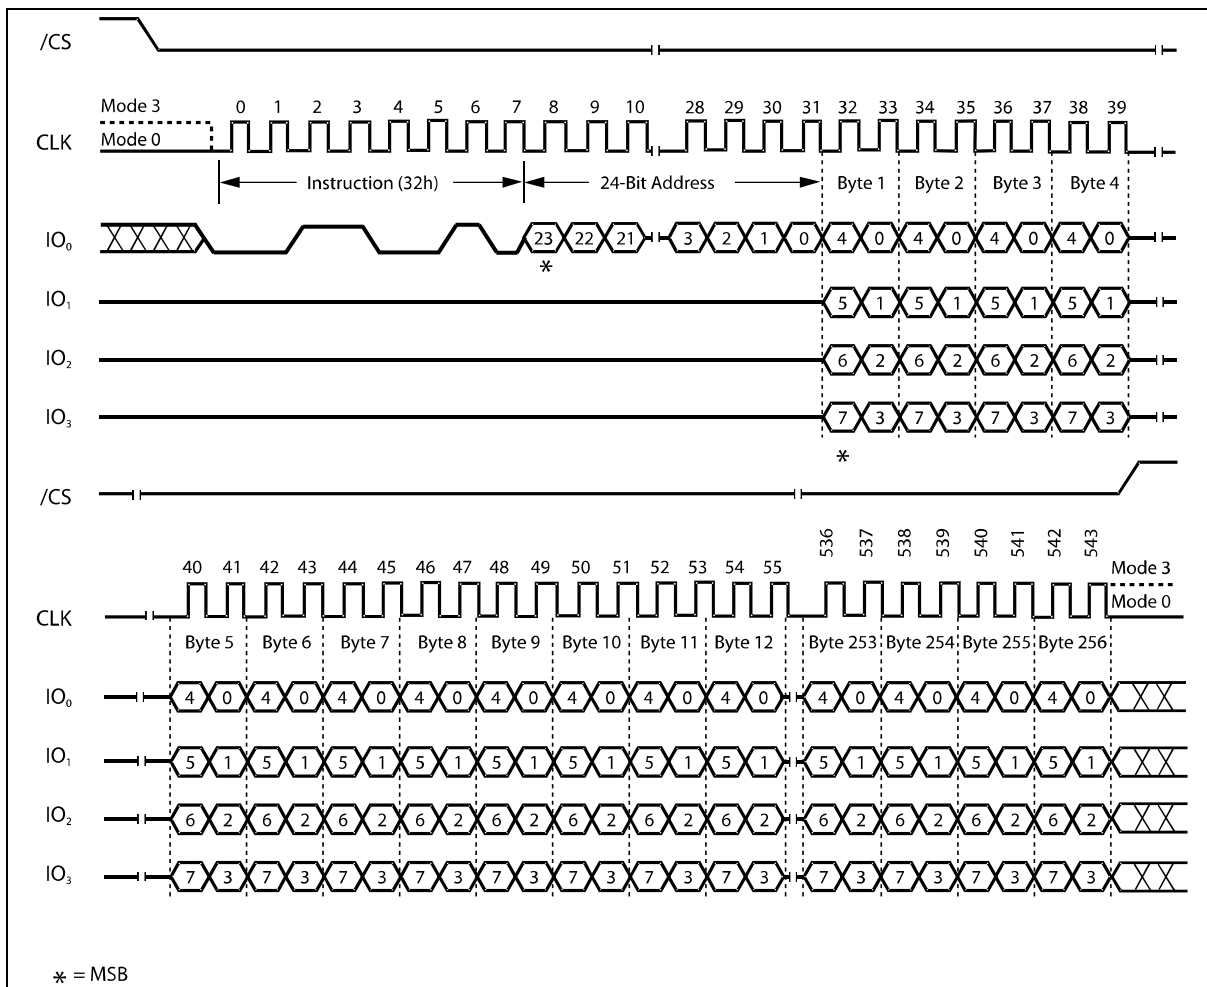 /CS
0 1 2 3 4 5 6 7 8 9 10 28 29 30 31 32 33 34 35 36 37 38 39
Mode 3
CLK Mode 0
Instruction (32h) 24-Bit Address Byte 1 Byte 2 Byte 3 Byte 4
IO₀ 23 22 21 3 2 1 0 4 0 4 0 4 0 4 0
*
IO₁ 5 1 5 1 5 1 5 1
IO₂ 6 2 6 2 6 2 6 2
IO₃ 7 3 7 3 7 3 7 3
*
/CS
40 41 42 43 44 45 46 47 48 49 50 51 52 53 54 55 536 537 538 539 540 541 542 543
Mode 3
CLK Mode 0
Byte 5 Byte 6 Byte 7 Byte 8 Byte 9 Byte 10 Byte 11 Byte 12 Byte 253 Byte 254 Byte 255 Byte 256
IO₀ 4 0 4 0 4 0 4 0 4 0 4 0 4 0 4 0 4 0 4 0 4 0 4 0
IO₁ 5 1 5 1 5 1 5 1 5 1 5 1 5 1 5 1 5 1 5 1 5 1 5 1
IO₂ 6 2 6 2 6 2 6 2 6 2 6 2 6 2 6 2 6 2 6 2 6 2 6 2
IO₃ 7 3 7 3 7 3 7 3 7 3 7 3 7 3 7 3 7 3 7 3 7 3 7 3
* = MSB